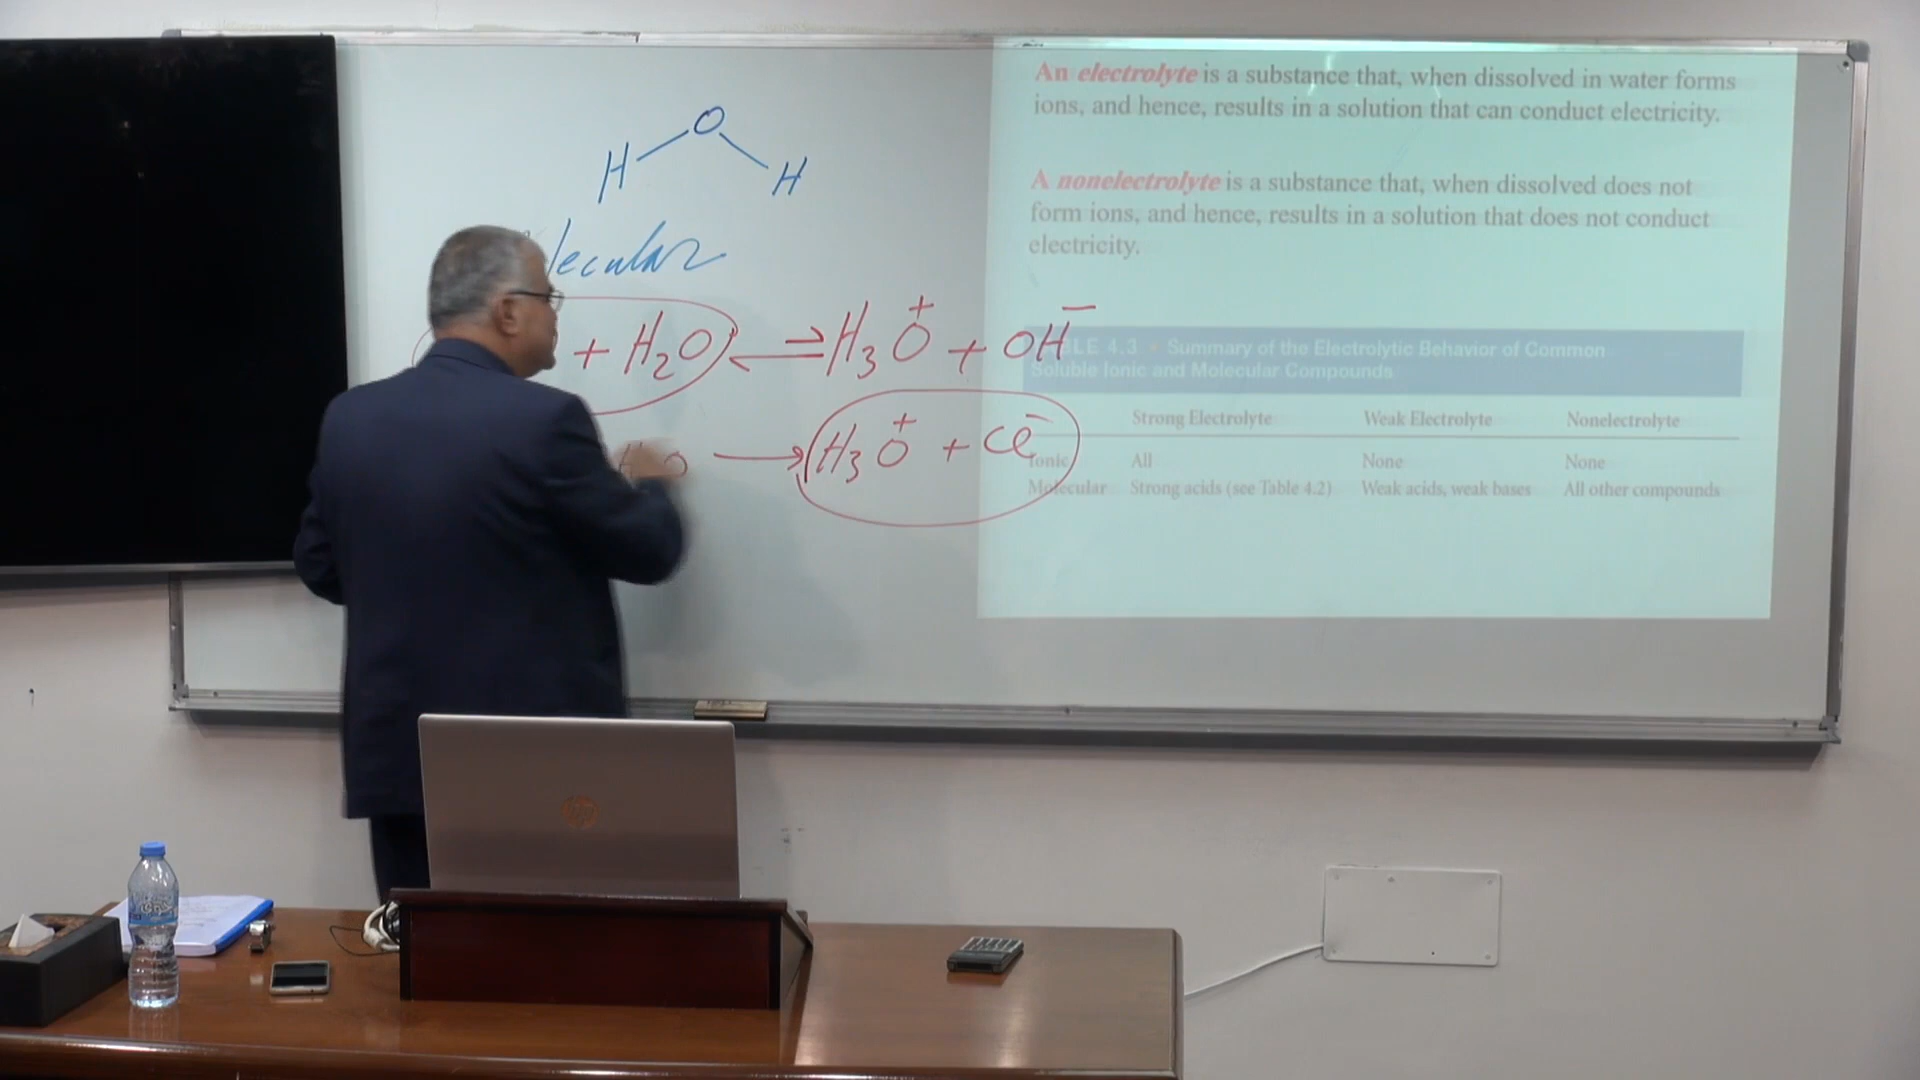 O
H H
lecular
+ H₂O ⇌ H₃O⁺ + OH⁻
H₂O → H₃O⁺ + Cl⁻
An electrolyte is a substance that, when dissolved in water forms
ions, and hence, results in a solution that can conduct electricity.
A nonelectrolyte is a substance that, when dissolved does not
form ions, and hence, results in a solution that does not conduct
electricity.
BLE 4.3 • Summary of the Electrolytic Behavior of Common
Soluble Ionic and Molecular Compounds
Strong Electrolyte Weak Electrolyte Nonelectrolyte
Ionic All None None
Molecular Strong acids (see Table 4.2) Weak acids, weak bases All other compounds
hp